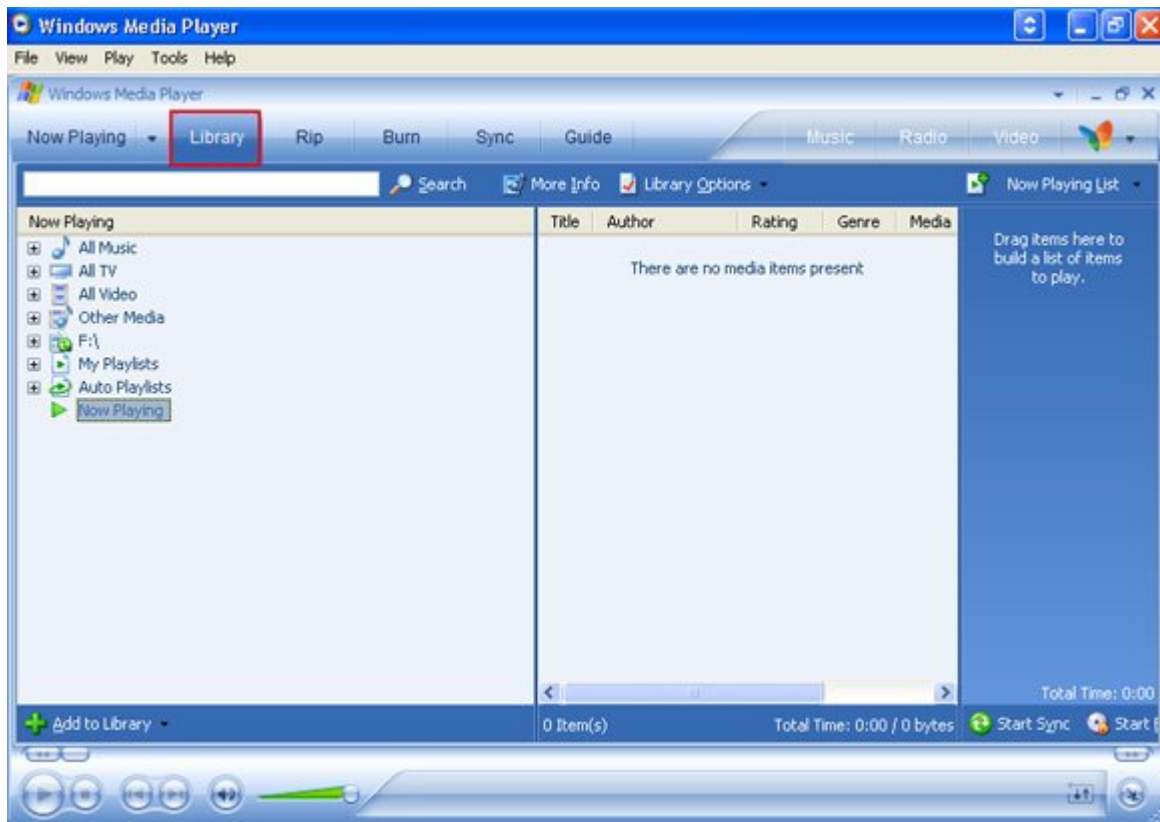 Windows Media Player
File View Play Tools Help
Windows Media Player
Now Playing Library Rip Burn Sync Guide Music Radio Video
Search More Info Library Options Now Playing List
Now Playing
All Music
All TV
All Video
Other Media
F:\
My Playlists
Auto Playlists
Now Playing
Title Author Rating Genre Media
There are no media items present
Drag items here to
build a list of items
to play.
Total Time: 0:00
Add to Library 0 Item(s) Total Time: 0:00 / 0 bytes Start Sync Start